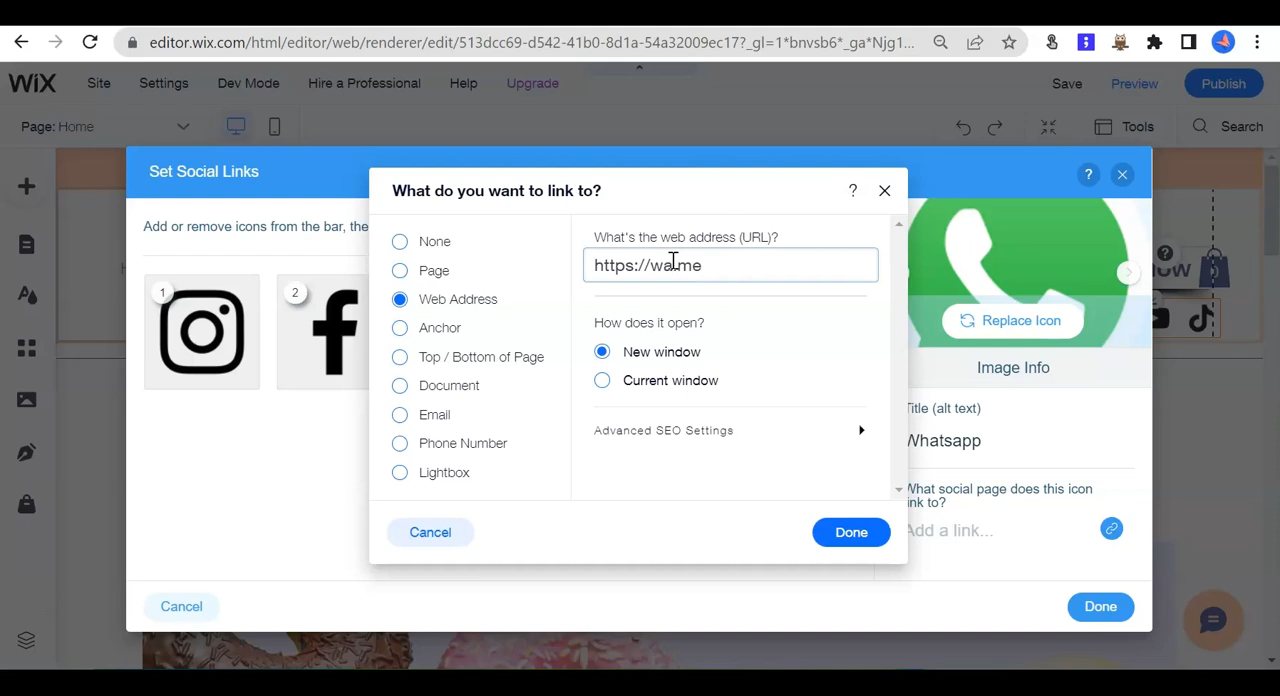 editor.wix.com/html/editor/web/renderer/edit/513dcc69-d542-41b0-8d1a-54a32009ec17?_gl=1*bnvsb6*_ga*Njg1...
WiX Site Settings Dev Mode Hire a Professional Help Upgrade Save Preview Publish
Page: Home Tools Search
Set Social Links ?
What do you want to link to? ?
Add or remove icons from the bar, the
None
Page
Web Address
Anchor
Top / Bottom of Page
Document
Email
Phone Number
Lightbox
What's the web address (URL)?
https://wa.me
How does it open?
New window
Current window
Advanced SEO Settings
Cancel Done
1 2
?
Replace Icon
Image Info
Title (alt text)
Whatsapp
What social page does this icon
link to?
Add a link...
Cancel Done